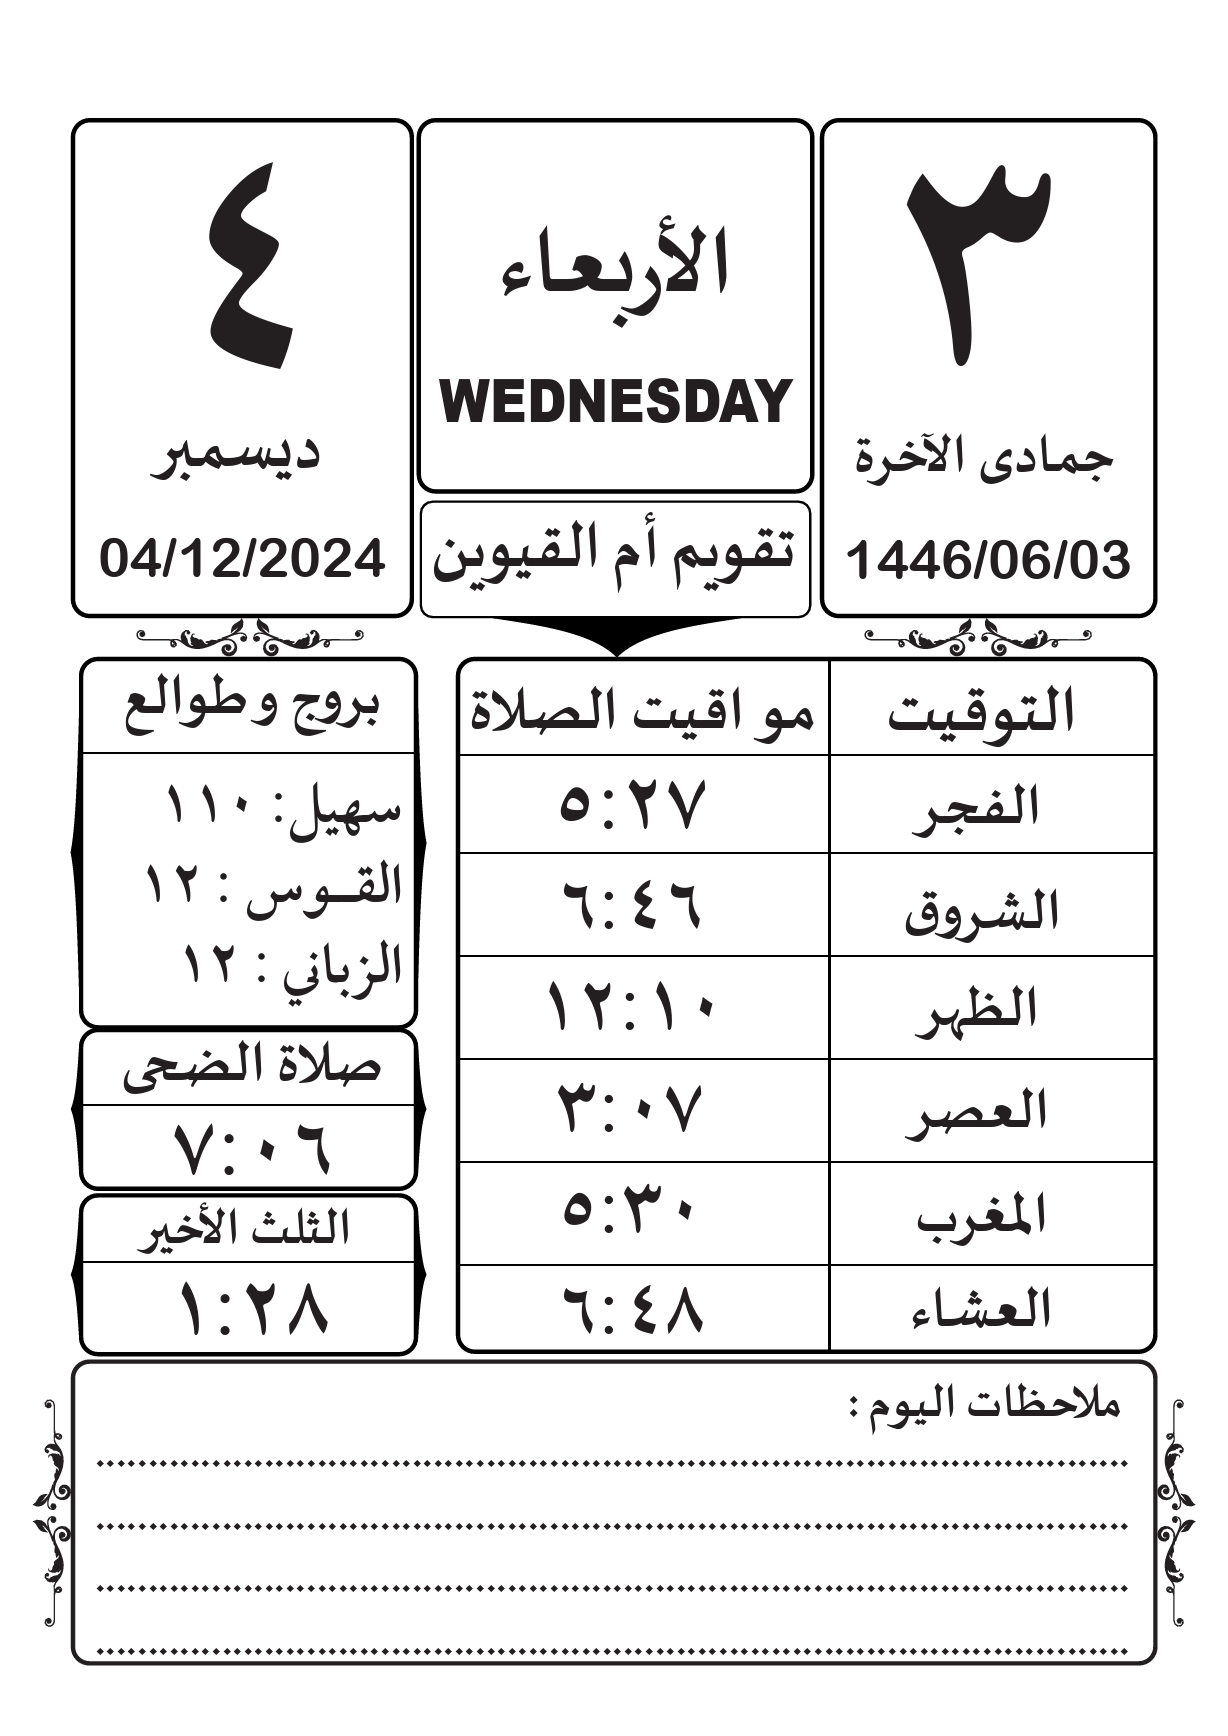 ٣
جمادى الآخرة
1446/06/03
الأربعاء
WEDNESDAY
تقويم أم القيوين
٤
ديسمبر
04/12/2024
التوقيت مو اقيت الصلاة
الفجر ٥:٢٧
الشروق ٦:٤٦
الظهر ١٢:١٠
العصر ٣:٠٧
المغرب ٥:٣٠
العشاء ٦:٤٨
بروج وطوالع
سهيل: ١١٠
القـوس : ١٢
الزباني : ١٢
صلاة الضحى
٧:٠٦
الثلث الأخير
١:٢٨
ملاحظات اليوم :